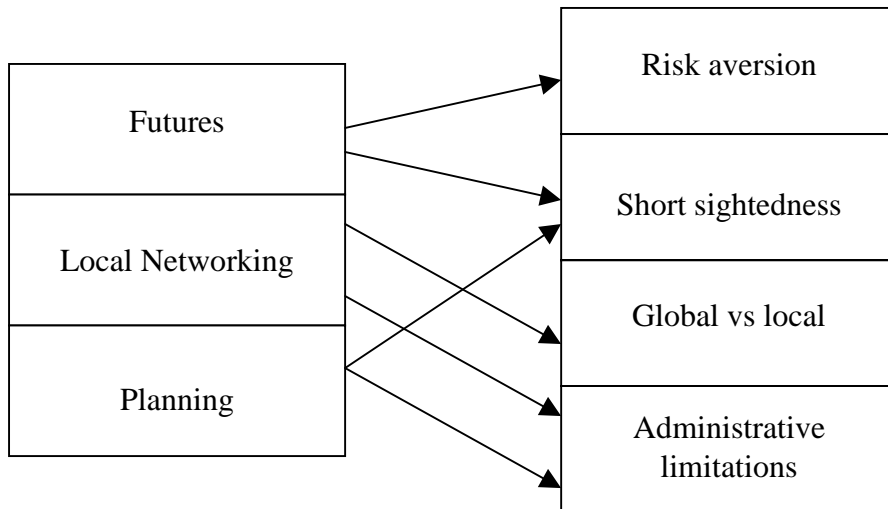 Futures
Local Networking
Planning
Risk aversion
Short sightedness
Global vs local
Administrative
limitations